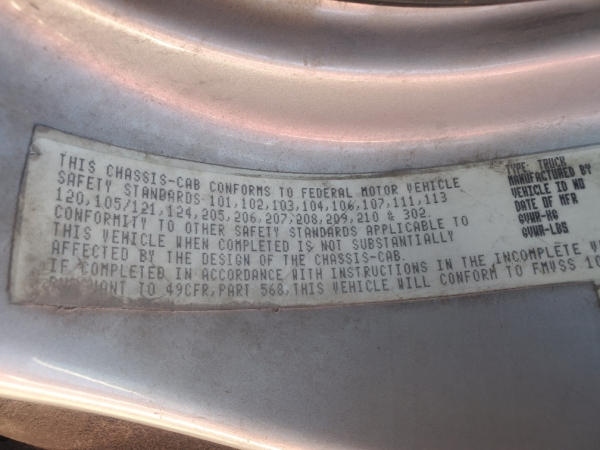 THIS CHASSIS-CAB CONFORMS TO FEDERAL MOTOR VEHICLE
SAFETY STANDARDS 101,102,103,104,106,107,111,113
120,105/121,124,205,206,207,208,209,210 & 302.
CONFORMITY TO OTHER SAFETY STANDARDS APPLICABLE TO
THIS VEHICLE WHEN COMPLETED IS NOT SUBSTANTIALLY
AFFECTED BY THE DESIGN OF THE CHASSIS-CAB.
IF COMPLETED IN ACCORDANCE WITH INSTRUCTIONS IN THE INCOMPLETE V
PURSUANT TO 49CFR,PART 568,THIS VEHICLE WILL CONFORM TO FMVSS 10
TYPE: TRUCK
MANUFACTURED BY
VEHICLE ID NO
DATE OF MFR
GVWR-KG
GVWR-LBS